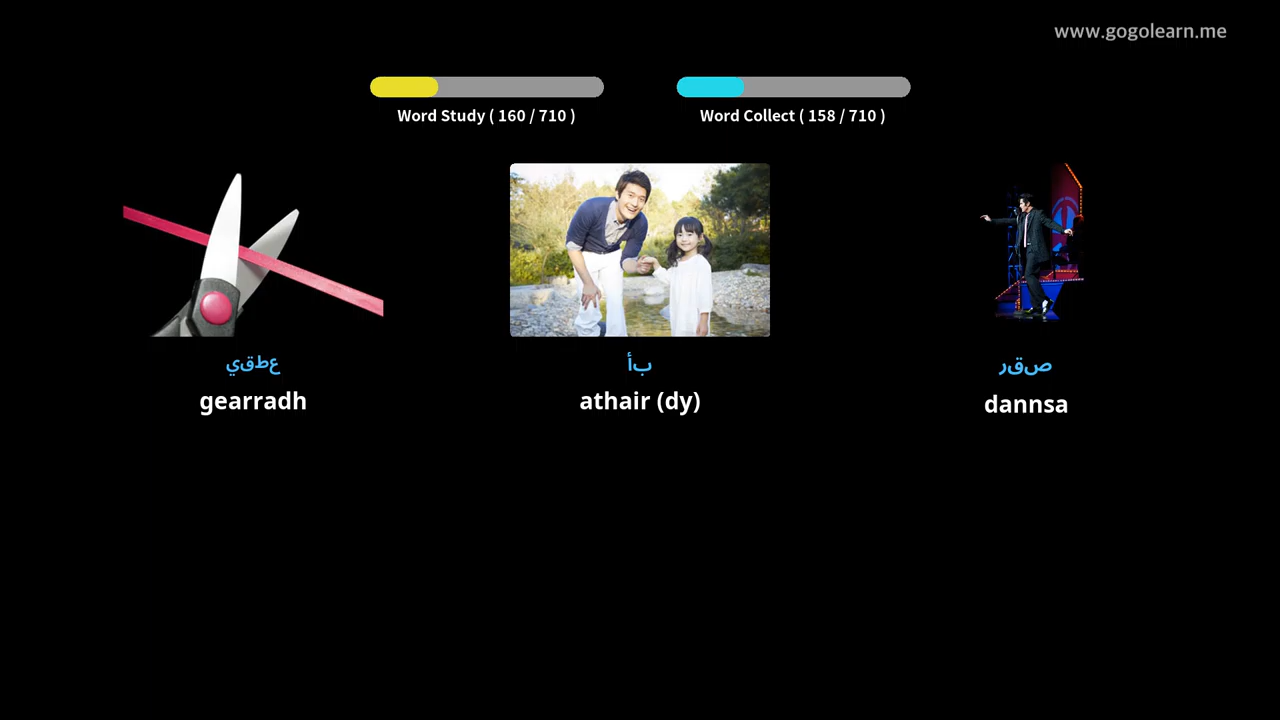 www.gogolearn.me
Word Study ( 160 / 710 )
Word Collect ( 158 / 710 )
عطقي
بأ
صقر
gearradh
athair (dy)
dannsa